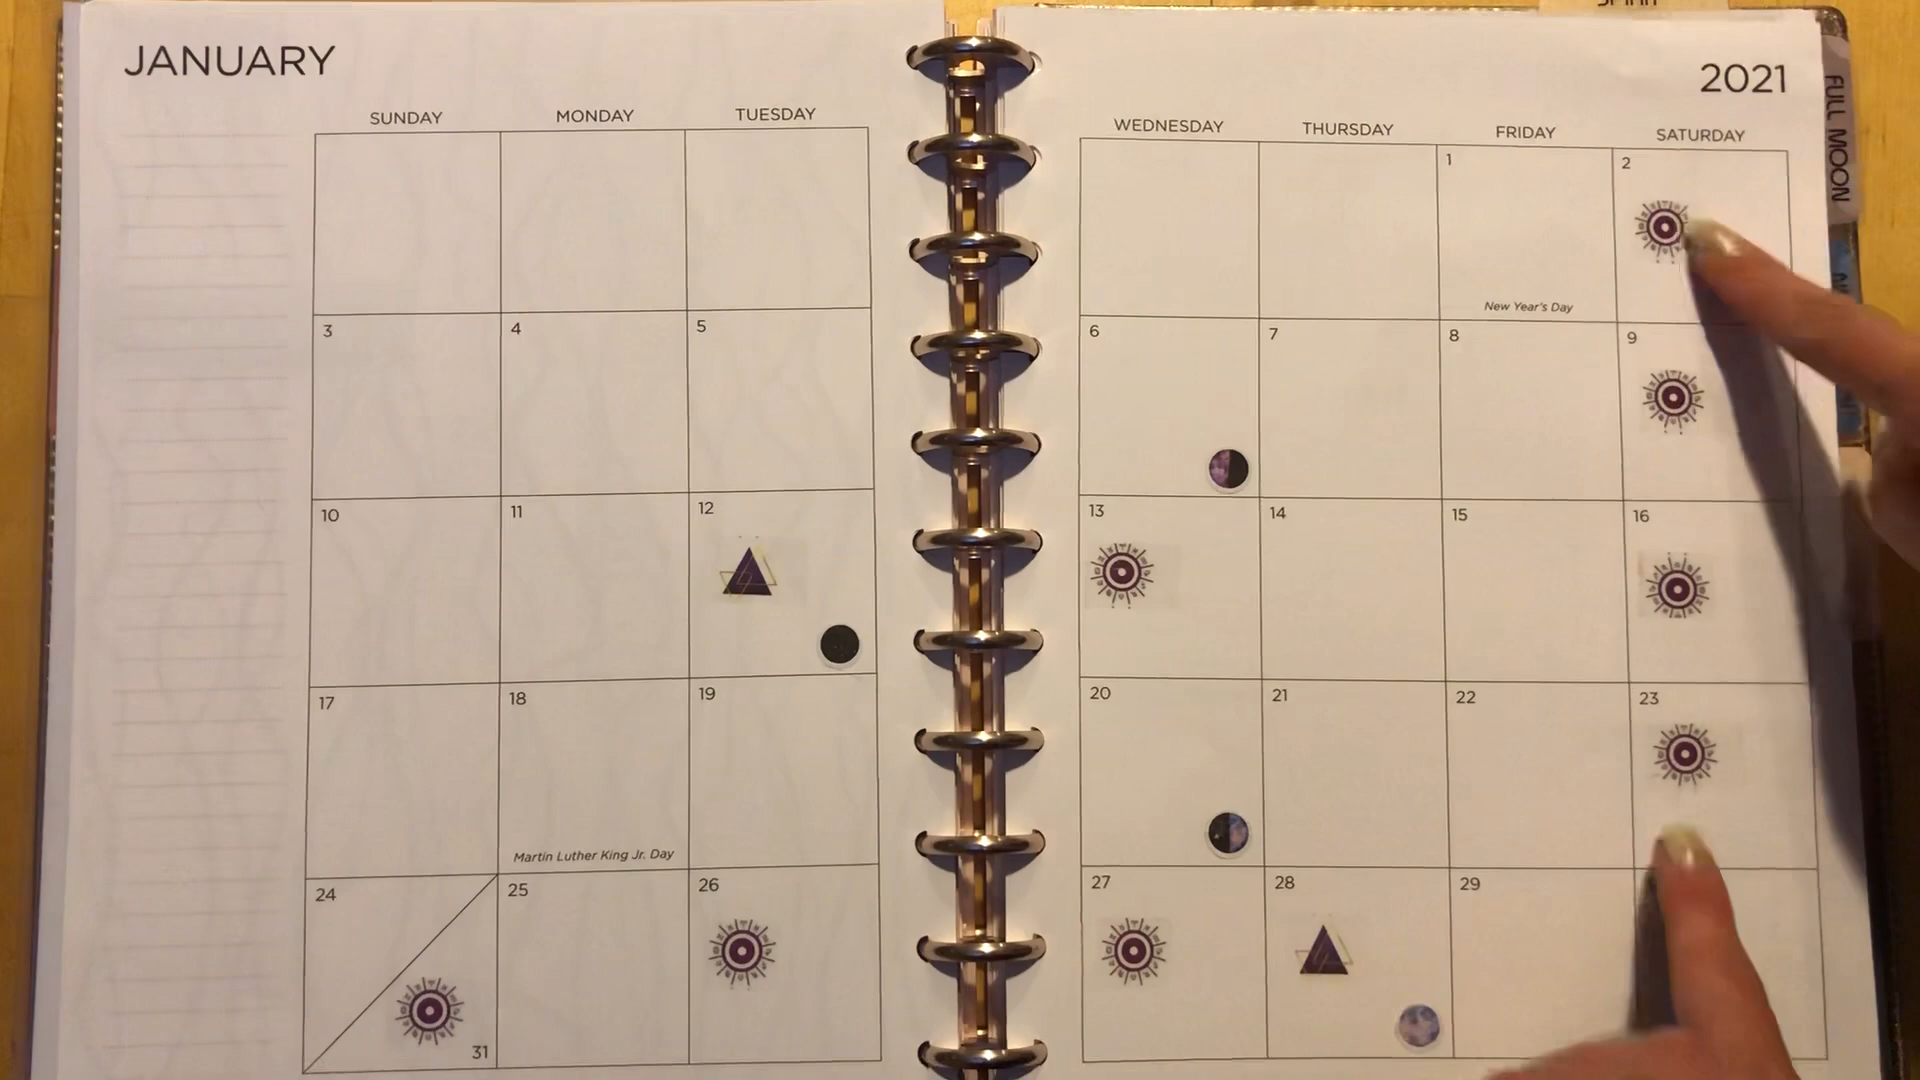 JANUARY
2021
SUNDAY MONDAY TUESDAY WEDNESDAY THURSDAY FRIDAY SATURDAY
1 2
New Year's Day
3 4 5 6 7 8 9
10 11 12 13 14 15 16
17 18 19 20 21 22 23
Martin Luther King Jr. Day
24 25 26 27 28 29
31
FULL MOON